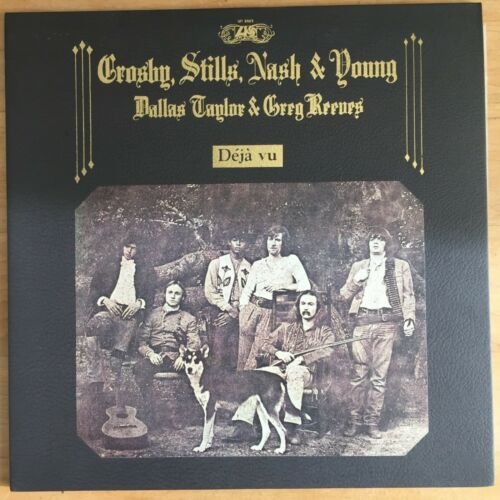 Crosby, Stills, Nash & Young
Dallas Taylor & Greg Reeves
Déjà vu